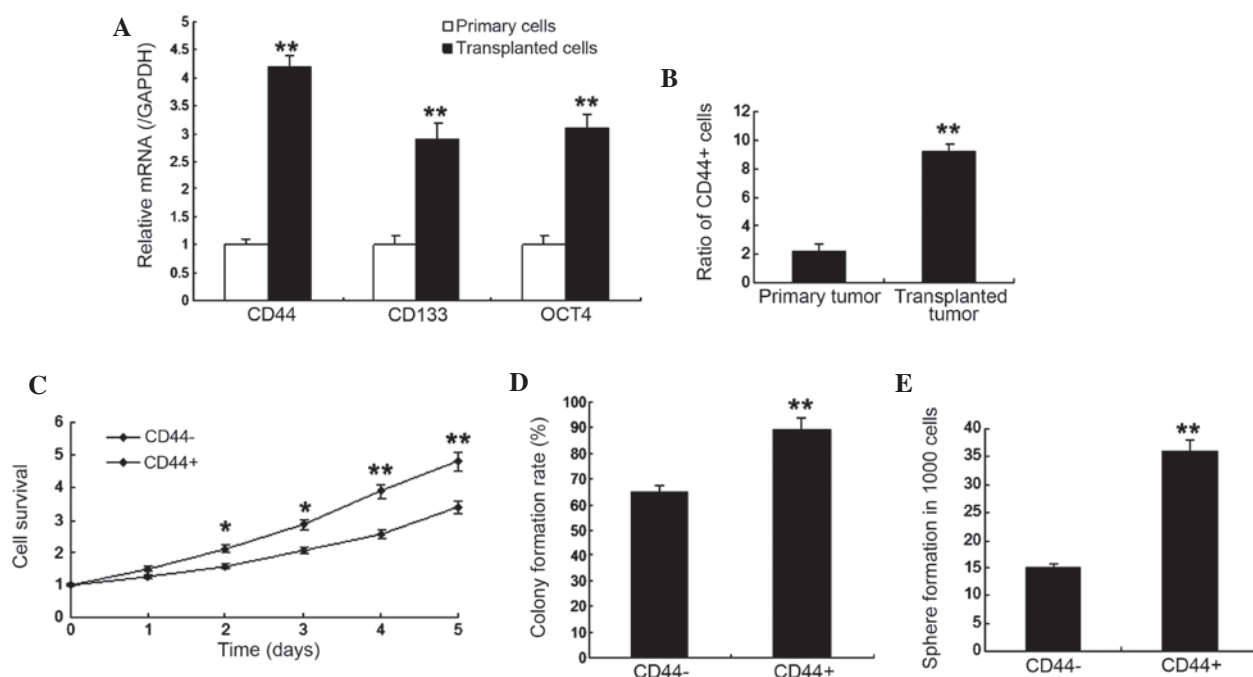 A
Primary cells
Transplanted cells
Relative mRNA (/GAPDH)
5
4.5
4
3.5
3
2.5
2
1.5
1
0.5
0
**
**
**
CD44
CD133
OCT4
B
Ratio of CD44+ cells
12
10
8
6
4
2
0
**
Primary tumor
Transplanted
tumor
C
CD44-
CD44+
Cell survival
6
5
4
3
2
1
0
*
*
**
**
0 1 2 3 4 5
Time (days)
D
Colony formation rate (%)
100
90
80
70
60
50
40
30
20
10
0
**
CD44-
CD44+
E
Sphere formation in 1000 cells
40
35
30
25
20
15
10
5
0
**
CD44-
CD44+